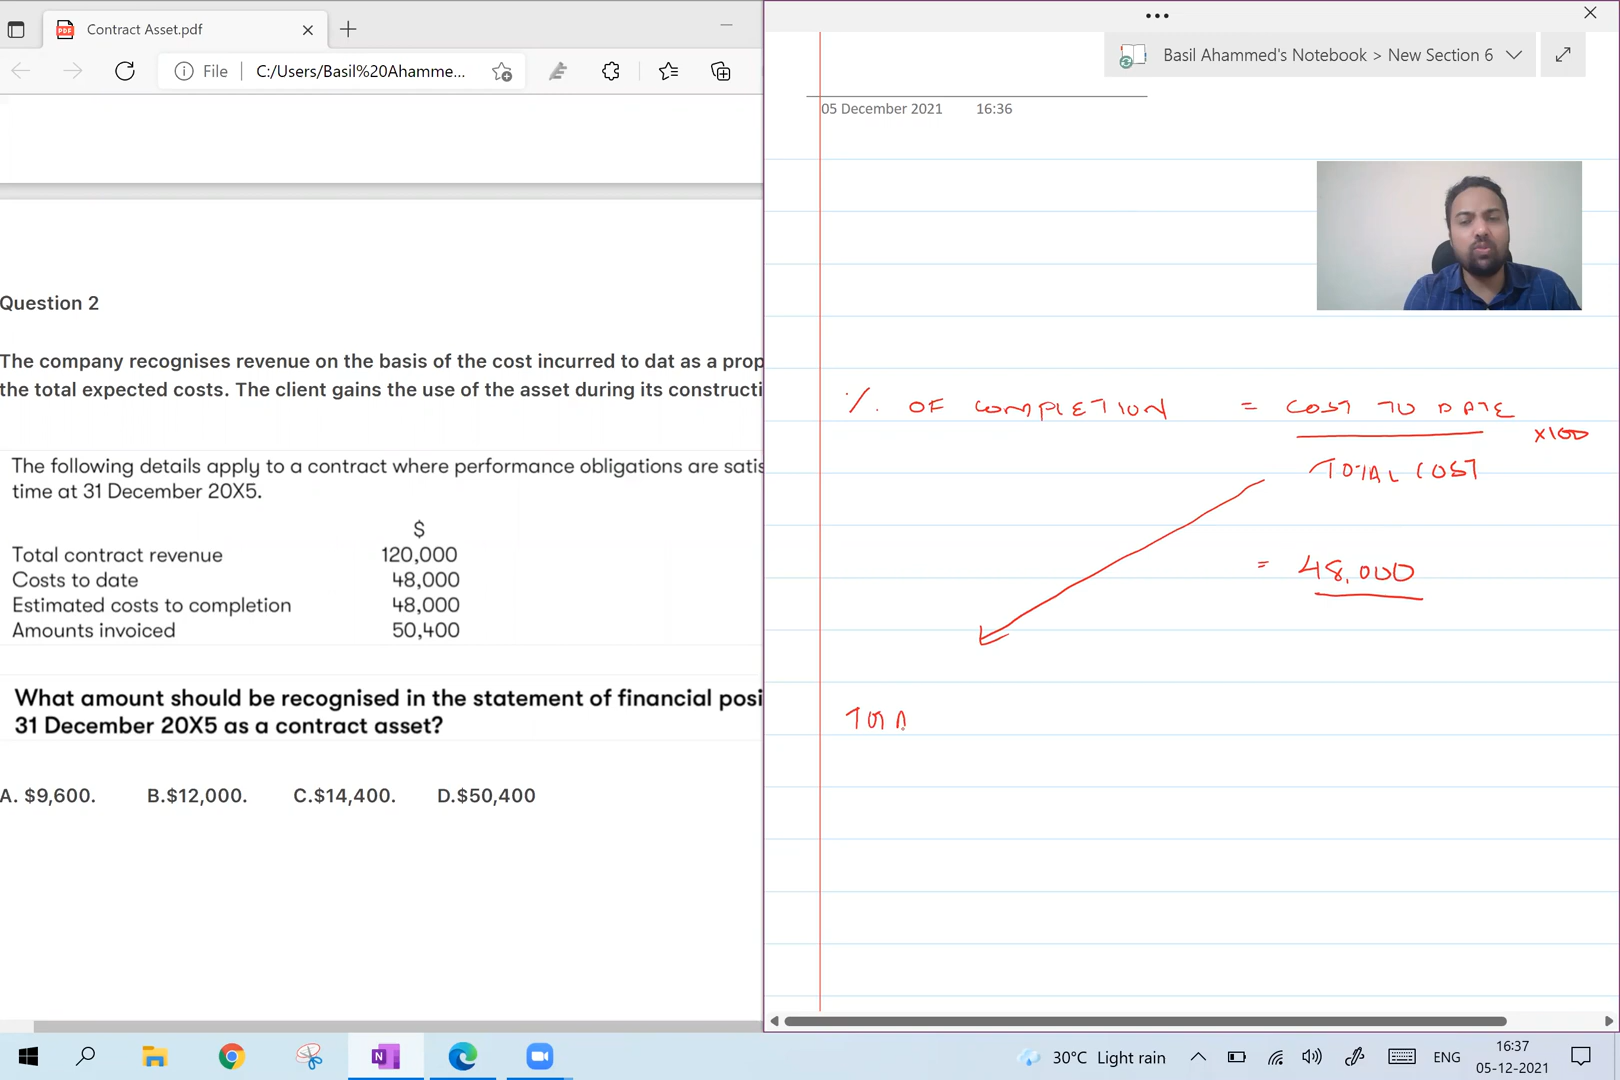 Contract Asset.pdf
File
C:/Users/Basil%20Ahamme...
Question 2
The company recognises revenue on the basis of the cost incurred to dat as a prop
the total expected costs. The client gains the use of the asset during its constructi
The following details apply to a contract where performance obligations are satis
time at 31 December 20X5.
$
Total contract revenue 120,000
Costs to date 48,000
Estimated costs to completion 48,000
Amounts invoiced 50,400
What amount should be recognised in the statement of financial posi
31 December 20X5 as a contract asset?
A. $9,600. B.$12,000. C.$14,400. D.$50,400
Basil Ahammed's Notebook > New Section 6
05 December 2021 16:36
%. OF COMPLETION = COST TO DATE
X100
TOTAL COST
= 48,000
TOTA
30°C Light rain
ENG
16:37
05-12-2021